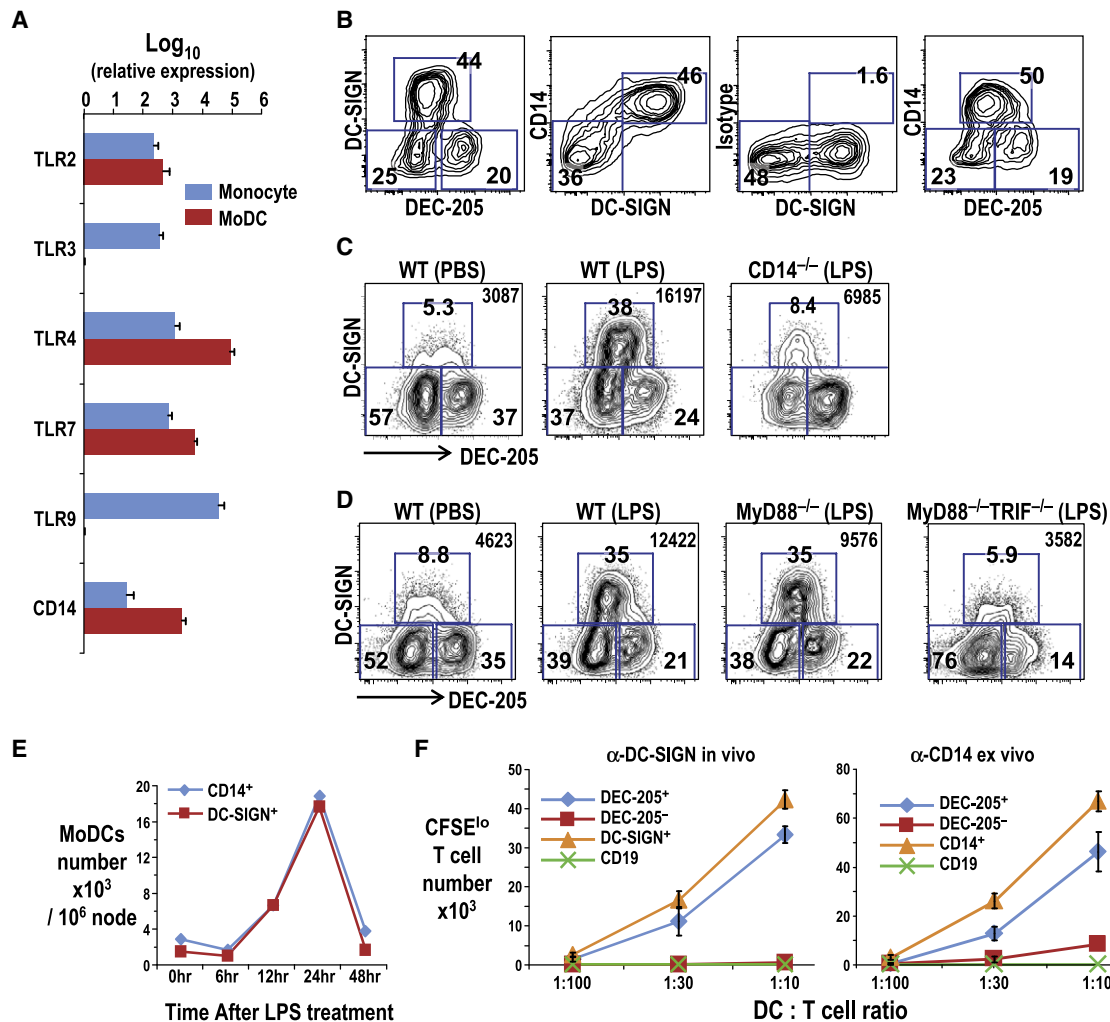 A
Log10
(relative expression)
0 1 2 3 4 5 6
TLR2
TLR3
TLR4
TLR7
TLR9
CD14
Monocyte
MoDC
B
DC-SIGN
44
25
20
DEC-205
CD14
46
36
DC-SIGN
Isotype
1.6
48
DC-SIGN
CD14
50
23
19
DEC-205
C
WT (PBS)
WT (LPS)
CD14–/– (LPS)
DC-SIGN
5.3
3087
57
37
38
16197
37
24
8.4
6985
DEC-205
D
WT (PBS)
WT (LPS)
MyD88–/– (LPS)
MyD88–/–TRIF–/– (LPS)
DC-SIGN
8.8
4623
52
35
35
12422
39
21
35
9576
38
22
5.9
3582
76
14
DEC-205
E
MoDCs
number
x10³
/ 10⁶ node
20
16
12
8
4
0
CD14+
DC-SIGN+
0hr 6hr 12hr 24hr 48hr
Time After LPS treatment
F
α-DC-SIGN in vivo
CFSElo
T cell
number
x10³
50
40
30
20
10
0
DEC-205+
DEC-205–
DC-SIGN+
CD19
1:100 1:30 1:10
α-CD14 ex vivo
80
60
40
20
0
DEC-205+
DEC-205–
CD14+
CD19
1:100 1:30 1:10
DC : T cell ratio